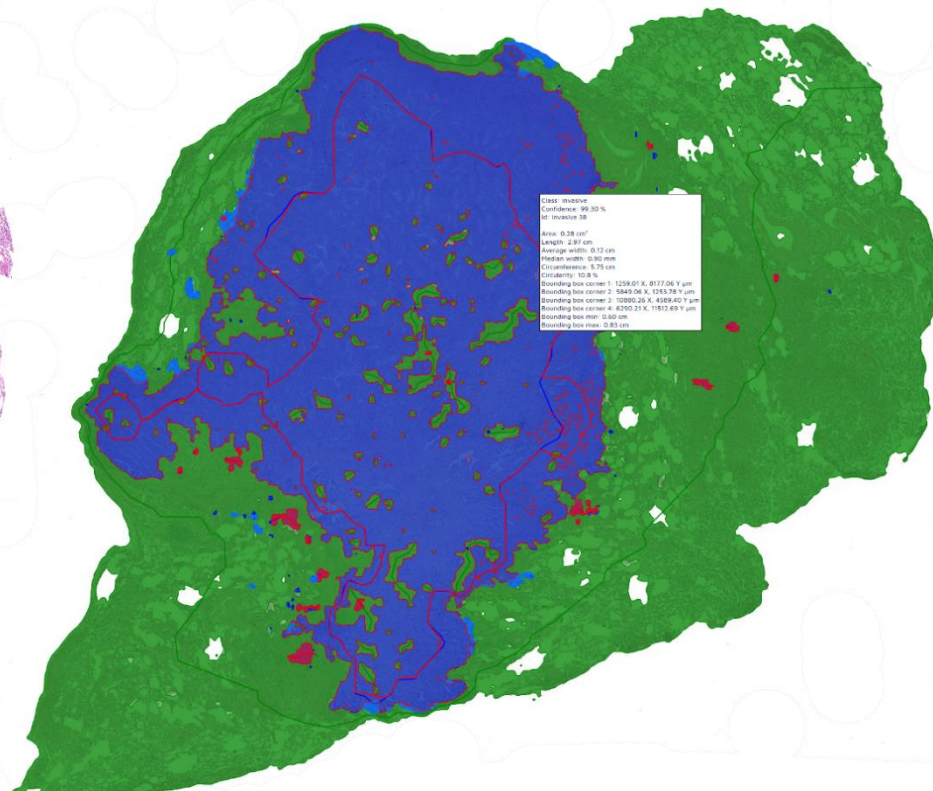 Class: Invasive
Confidence: 99.30 %
Id: Invasive 38
Area: 0.28 cm²
Length: 2.97 cm
Average width: 0.12 cm
Median width: 0.90 mm
Circumference: 5.75 cm
Circularity: 10.8 %
Bounding box corner 1: 1259.01 X, 8177.06 Y µm
Bounding box corner 2: 5849.06 X, 1253.78 Y µm
Bounding box corner 3: 10880.26 X, 4589.40 Y µm
Bounding box corner 4: 6290.21 X, 11512.69 Y µm
Bounding box min: 0.60 cm
Bounding box max: 0.83 cm